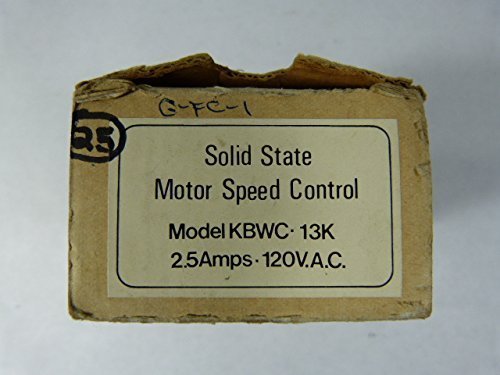 G-FC-1
25
Solid State
Motor Speed Control
Model KBWC· 13K
2.5Amps · 120V.A.C.